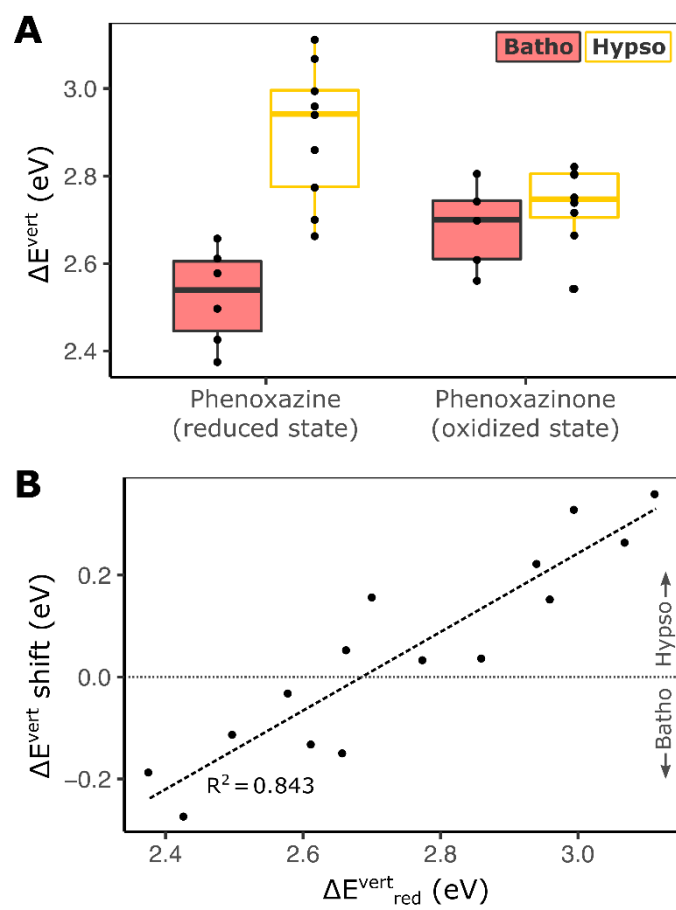 A
Batho Hypso
ΔE^vert (eV)
3.0
2.8
2.6
2.4
Phenoxazine Phenoxazinone
(reduced state) (oxidized state)
B
ΔE^vert shift (eV)
0.2
0.0
−0.2
←Batho Hypso→
R² = 0.843
2.4 2.6 2.8 3.0
ΔE^vert_red (eV)